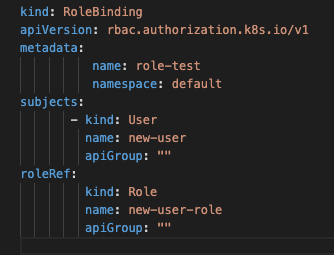 kind: RoleBinding
apiVersion: rbac.authorization.k8s.io/v1
metadata:
        name: role-test
        namespace: default
subjects:
      - kind: User
        name: new-user
        apiGroup: ""
roleRef:
        kind: Role
        name: new-user-role
        apiGroup: ""